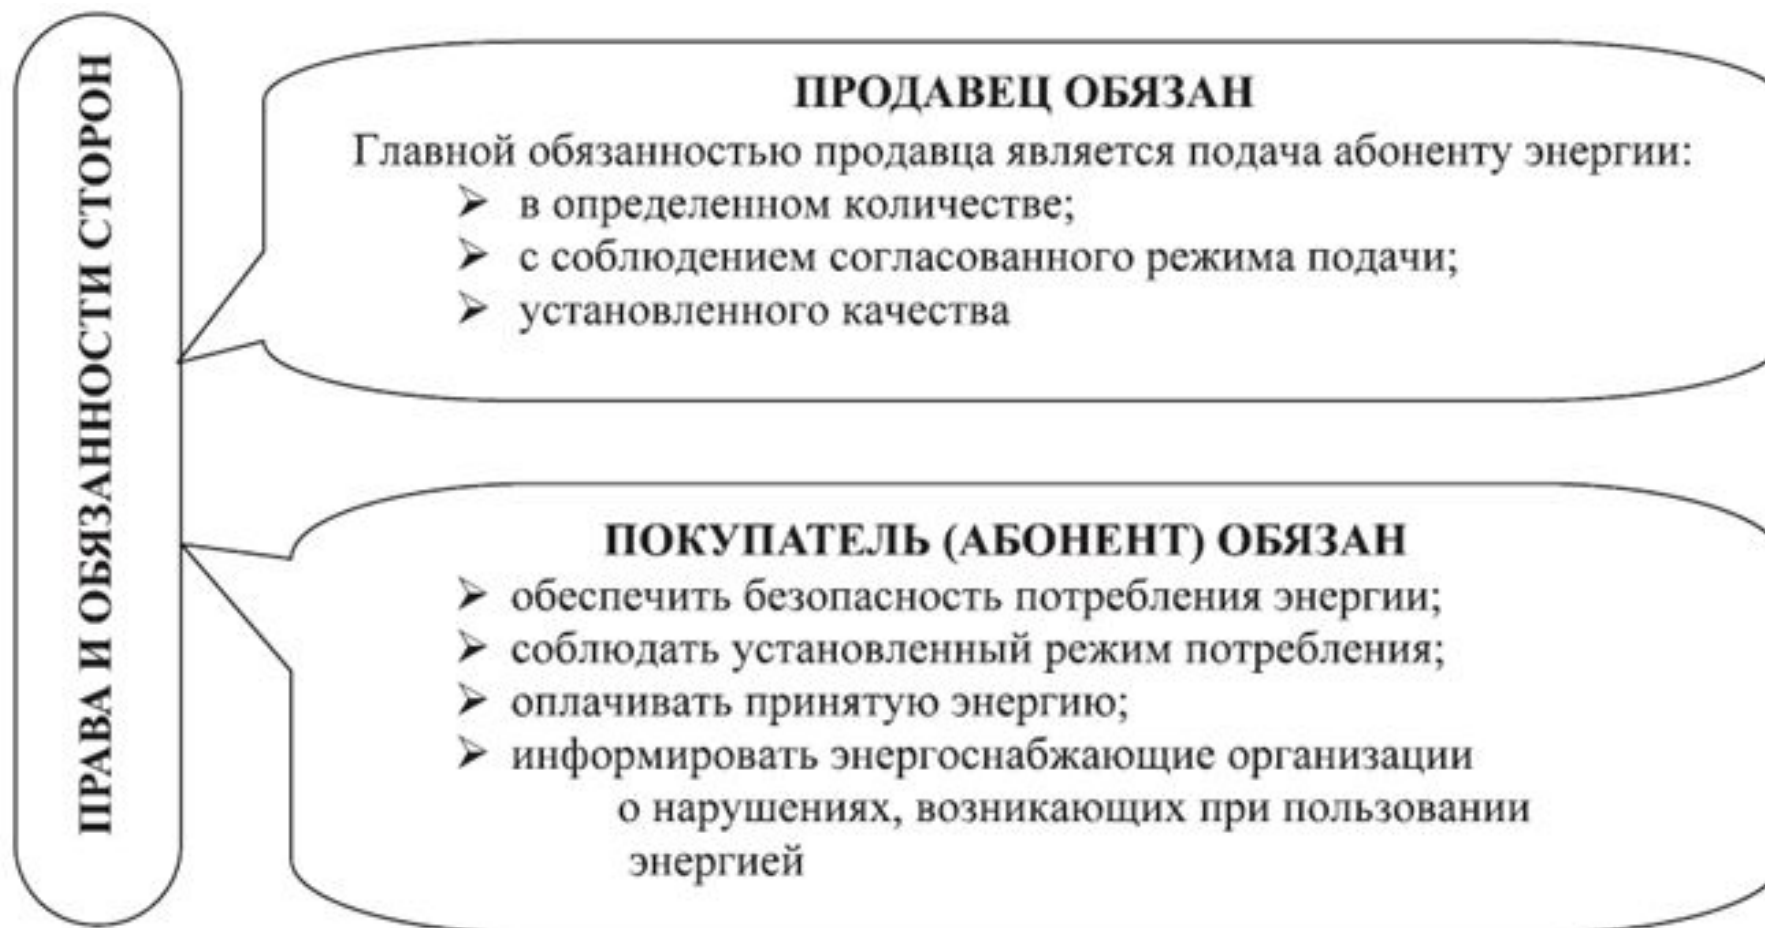 ПРАВА И ОБЯЗАННОСТИ СТОРОН
ПРОДАВЕЦ ОБЯЗАН
Главной обязанностью продавца является подача абоненту энергии:
➢ в определенном количестве;
➢ с соблюдением согласованного режима подачи;
➢ установленного качества
ПОКУПАТЕЛЬ (АБОНЕНТ) ОБЯЗАН
➢ обеспечить безопасность потребления энергии;
➢ соблюдать установленный режим потребления;
➢ оплачивать принятую энергию;
➢ информировать энергоснабжающие организации
о нарушениях, возникающих при пользовании
энергией